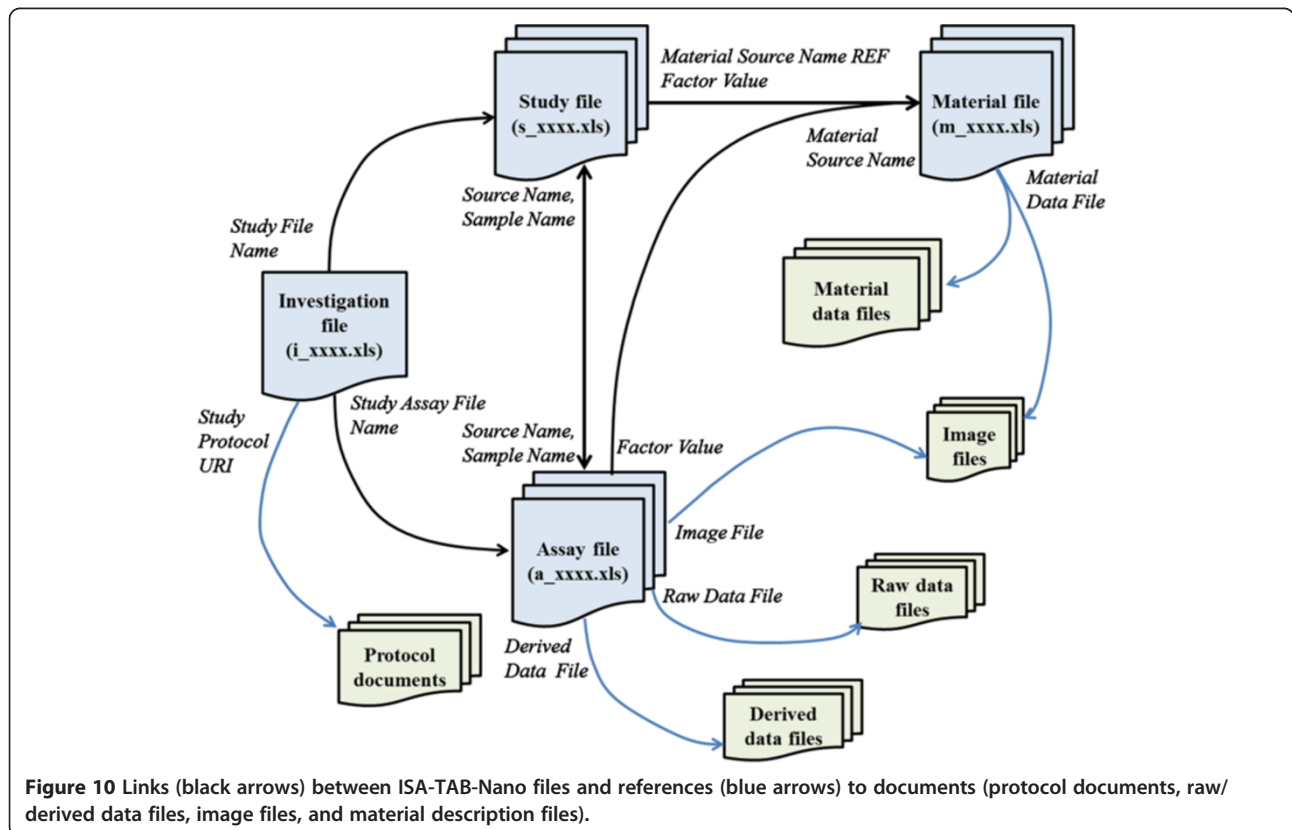 Study file
(s_xxxx.xls)
Material Source Name REF
Factor Value
Material file
(m_xxxx.xls)
Material
Source Name
Material
Data File
Source Name,
Sample Name
Study File
Name
Investigation
file
(i_xxxx.xls)
Material
data files
Study
Protocol
URI
Study Assay File
Name
Source Name,
Sample Name
Factor Value
Image
files
Assay file
(a_xxxx.xls)
Image File
Raw Data File
Raw data
files
Derived
Data File
Protocol
documents
Derived
data files
Figure 10 Links (black arrows) between ISA-TAB-Nano files and references (blue arrows) to documents (protocol documents, raw/
derived data files, image files, and material description files).